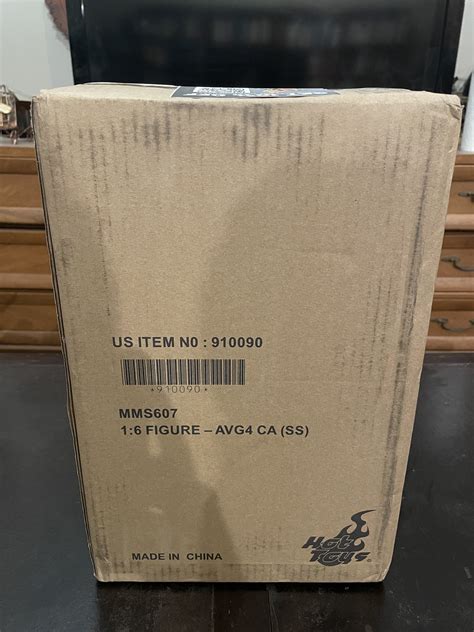 US ITEM N0 : 910090
*910090*
MMS607
1:6 FIGURE – AVG4 CA (SS)
Hot
Toys
MADE IN CHINA